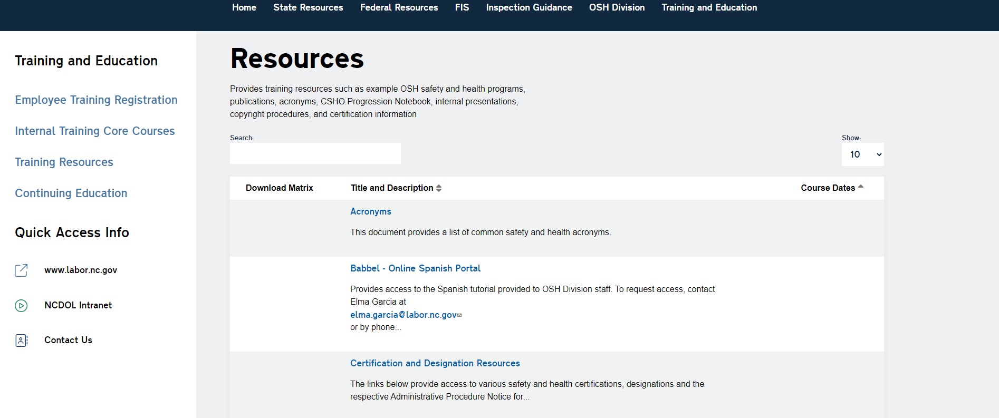 Home State Resources Federal Resources FIS Inspection Guidance OSH Division Training and Education
Training and Education
Employee Training Registration
Internal Training Core Courses
Training Resources
Continuing Education
Quick Access Info
www.labor.nc.gov
NCDOL Intranet
Contact Us
Resources
Provides training resources such as example OSH safety and health programs,
publications, acronyms, CSHO Progression Notebook, internal presentations,
copyright procedures, and certification information
Search:
Show:
10
Download Matrix Title and Description Course Dates
Acronyms
This document provides a list of common safety and health acronyms.
Babbel - Online Spanish Portal
Provides access to the Spanish tutorial provided to OSH Division staff. To request access, contact
Elma Garcia at
elma.garcia@labor.nc.gov
or by phone...
Certification and Designation Resources
The links below provide access to various safety and health certifications, designations and the
respective Administrative Procedure Notice for...